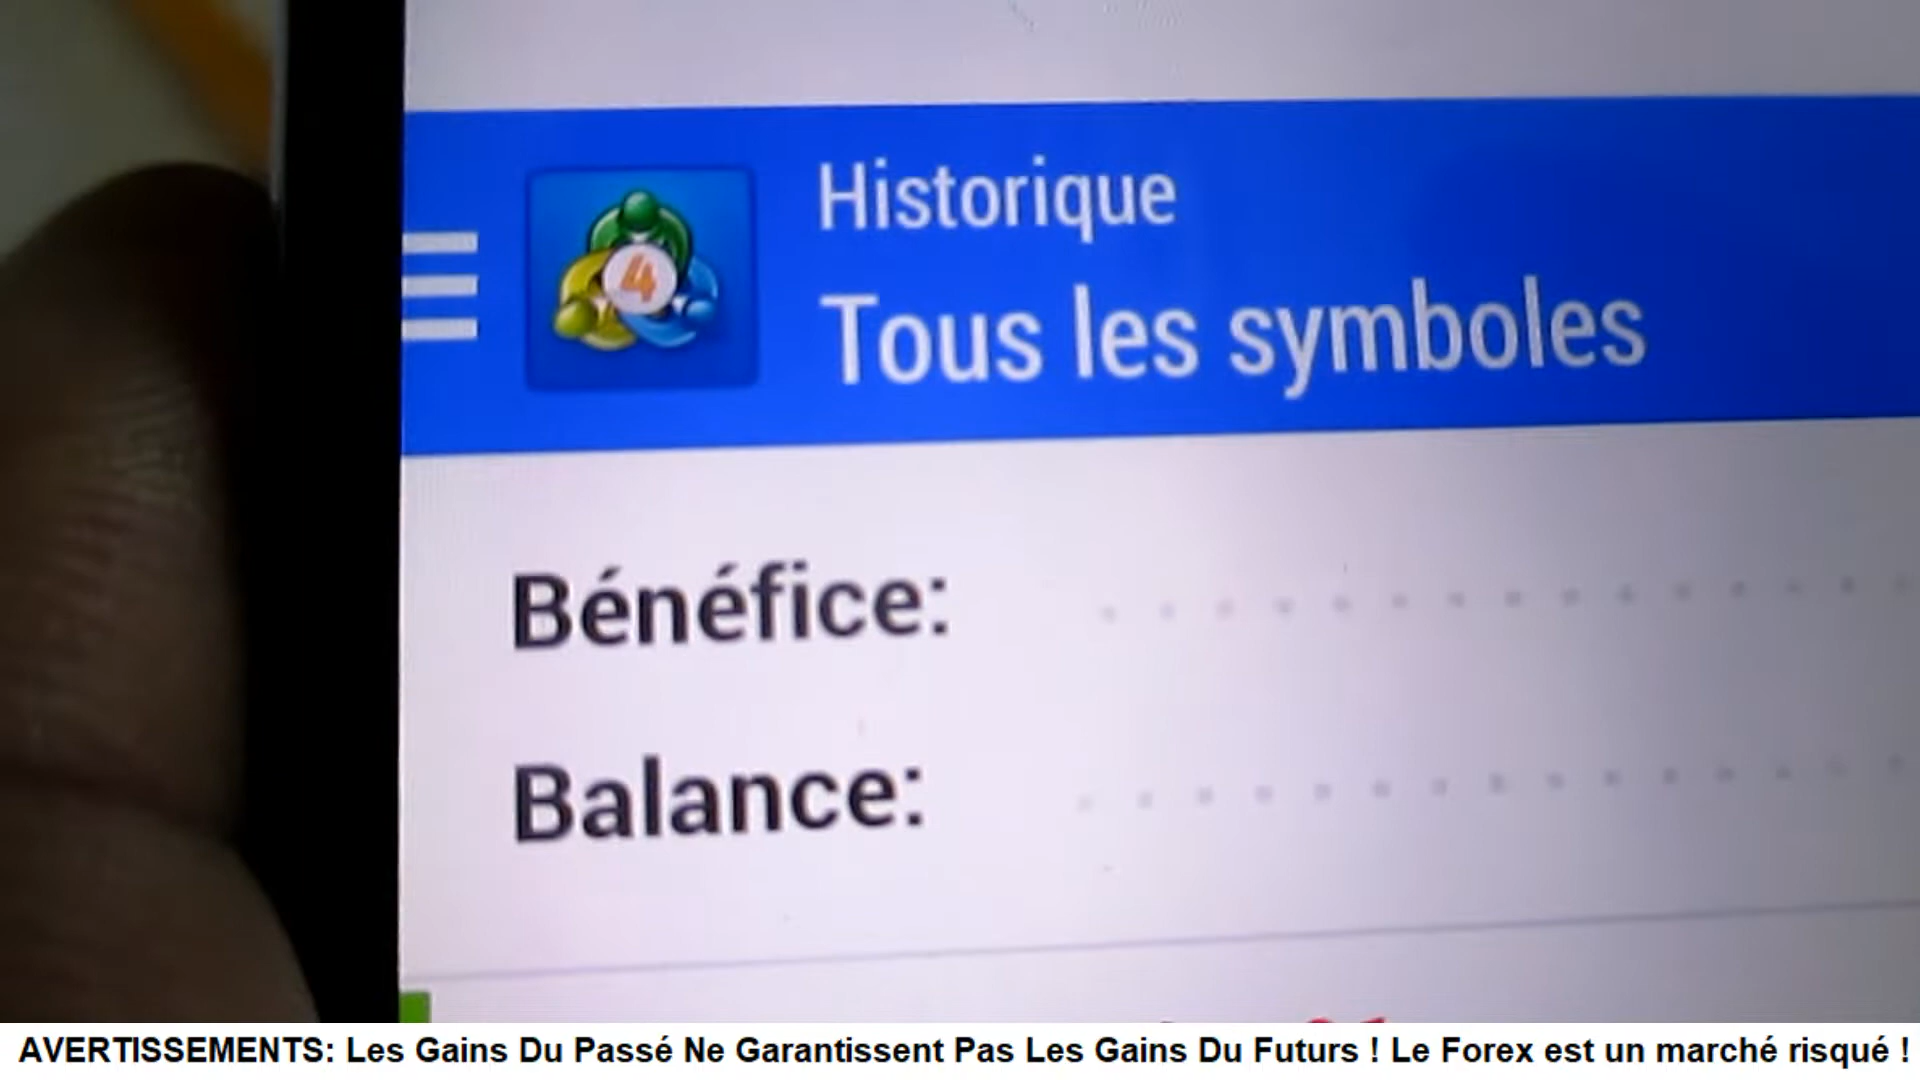 Historique
4
Tous les symboles
Bénéfice:
Balance:
AVERTISSEMENTS: Les Gains Du Passé Ne Garantissent Pas Les Gains Du Futurs ! Le Forex est un marché risqué !